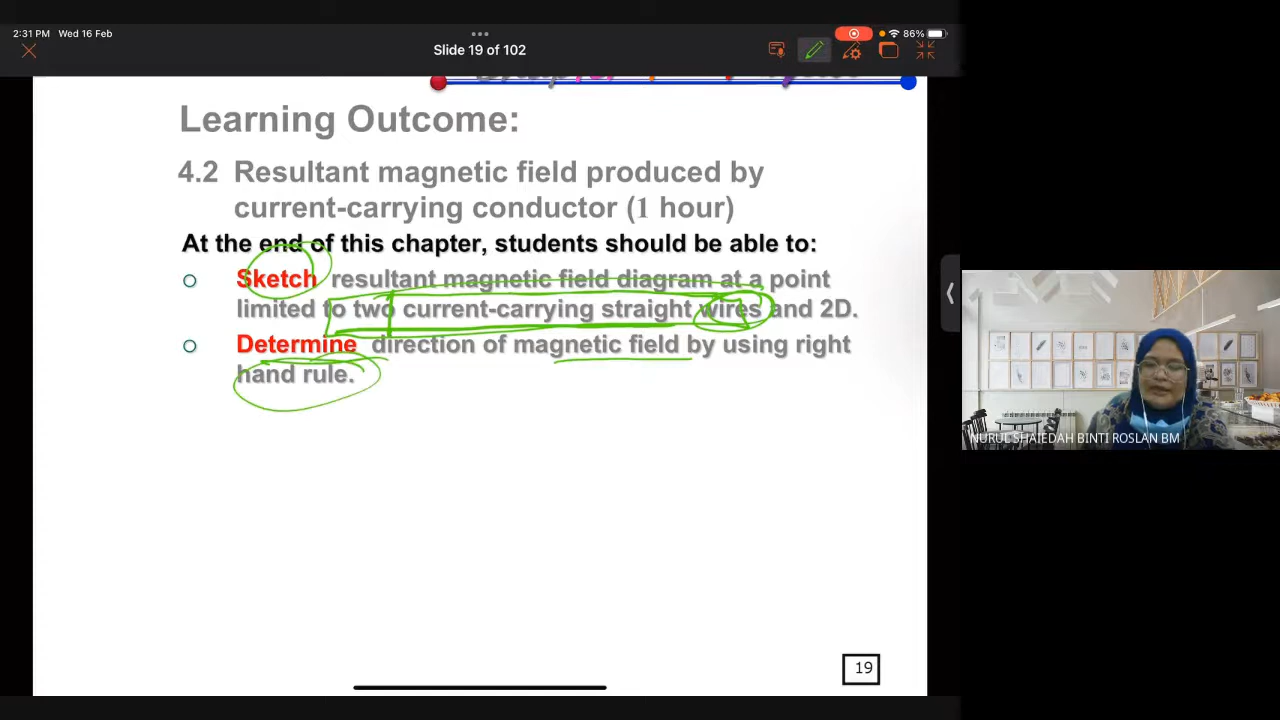 2:31 PM Wed 16 Feb
86%
Slide 19 of 102
Learning Outcome:
4.2 Resultant magnetic field produced by
current-carrying conductor (1 hour)
At the end of this chapter, students should be able to:
Sketch resultant magnetic field diagram at a point
limited to two current-carrying straight wires and 2D.
Determine direction of magnetic field by using right
hand rule.
NURUL SHAIEDAH BINTI ROSLAN BM
19